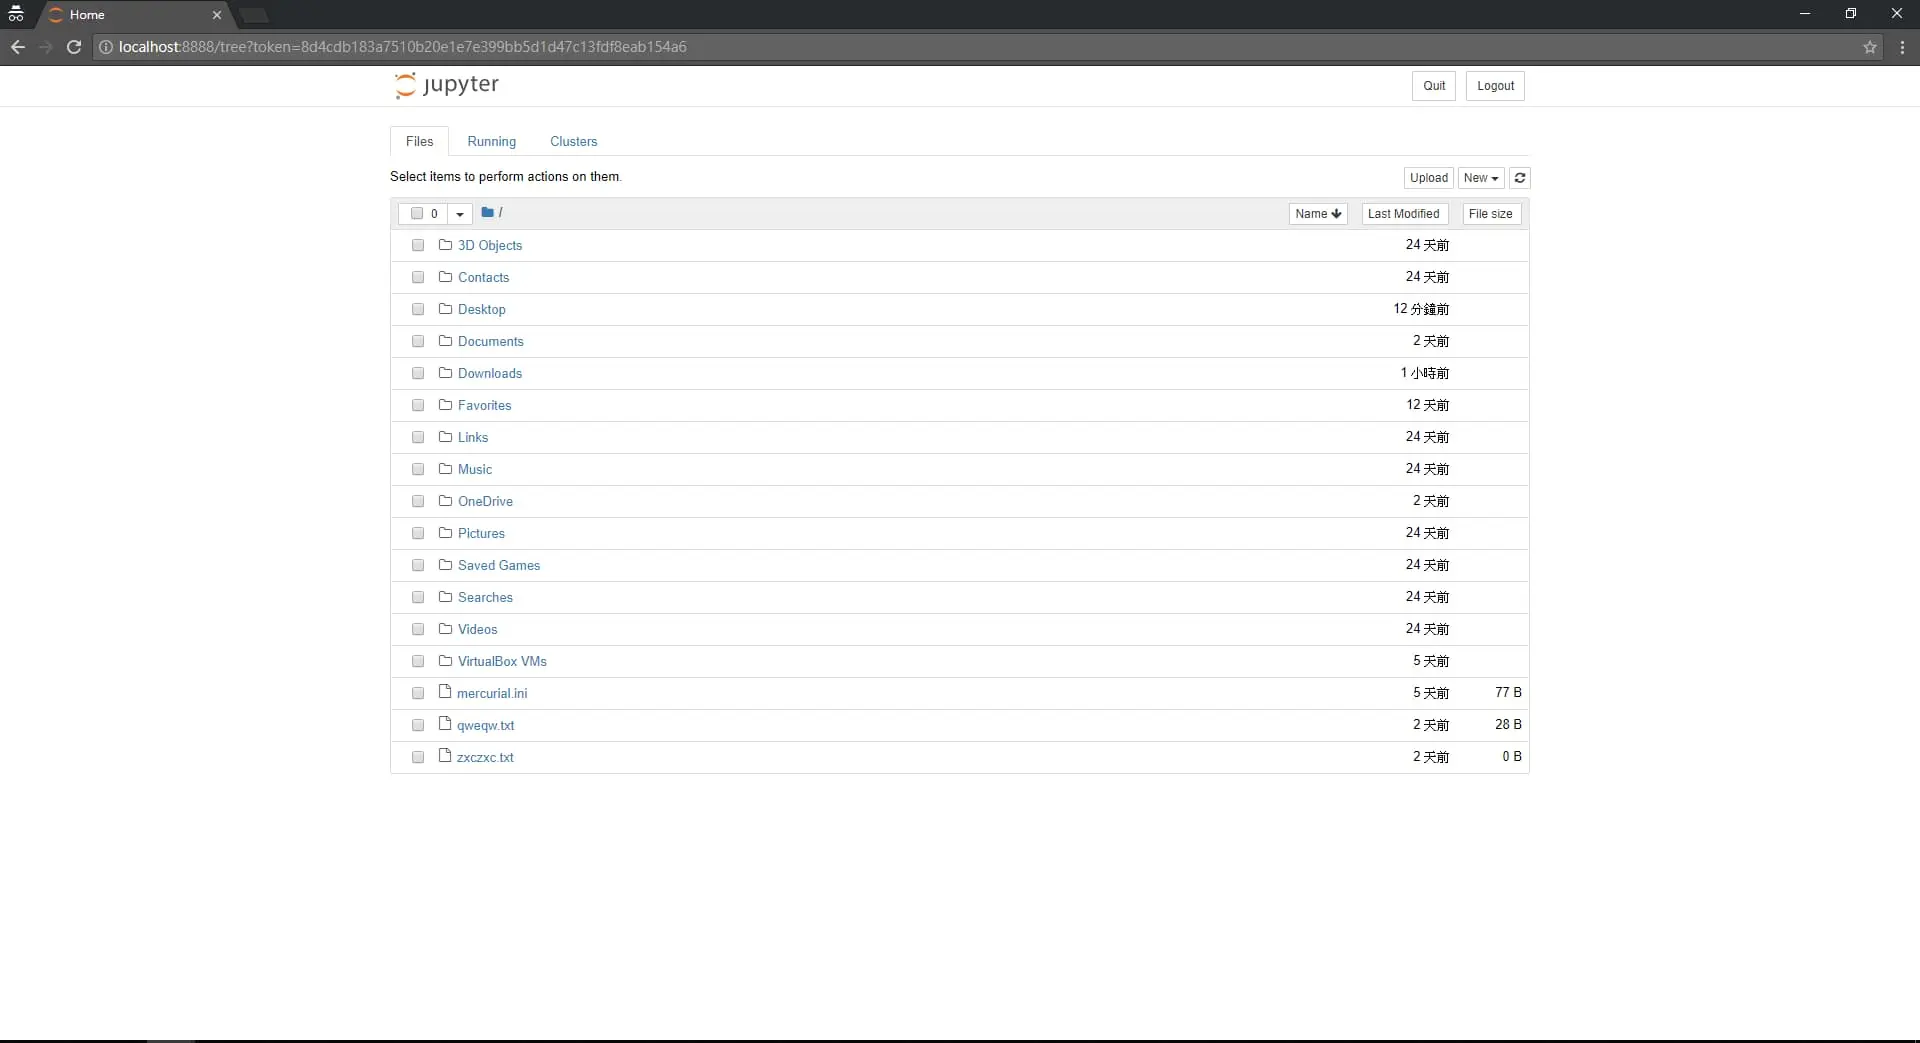 Home
localhost:8888/tree?token=8d4cdb183a7510b20e1e7e399bb5d1d47c13fdf8eab154a6
jupyter
Quit Logout
Files Running Clusters
Select items to perform actions on them.
Upload New
0 / Name Last Modified File size
3D Objects 24 天前
Contacts 24 天前
Desktop 12 分鐘前
Documents 2 天前
Downloads 1 小時前
Favorites 12 天前
Links 24 天前
Music 24 天前
OneDrive 2 天前
Pictures 24 天前
Saved Games 24 天前
Searches 24 天前
Videos 24 天前
VirtualBox VMs 5 天前
mercurial.ini 5 天前 77 B
qweqw.txt 2 天前 28 B
zxczxc.txt 2 天前 0 B